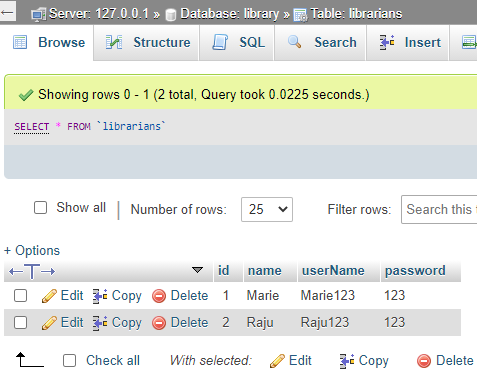 Server: 127.0.0.1 » Database: library » Table: librarians
Browse Structure SQL Search Insert
Showing rows 0 - 1 (2 total, Query took 0.0225 seconds.)
SELECT * FROM `librarians`
Show all Number of rows: 25 Filter rows: Search this
+ Options
id name userName password
Edit Copy Delete 1 Marie Marie123 123
Edit Copy Delete 2 Raju Raju123 123
Check all With selected: Edit Copy Delete